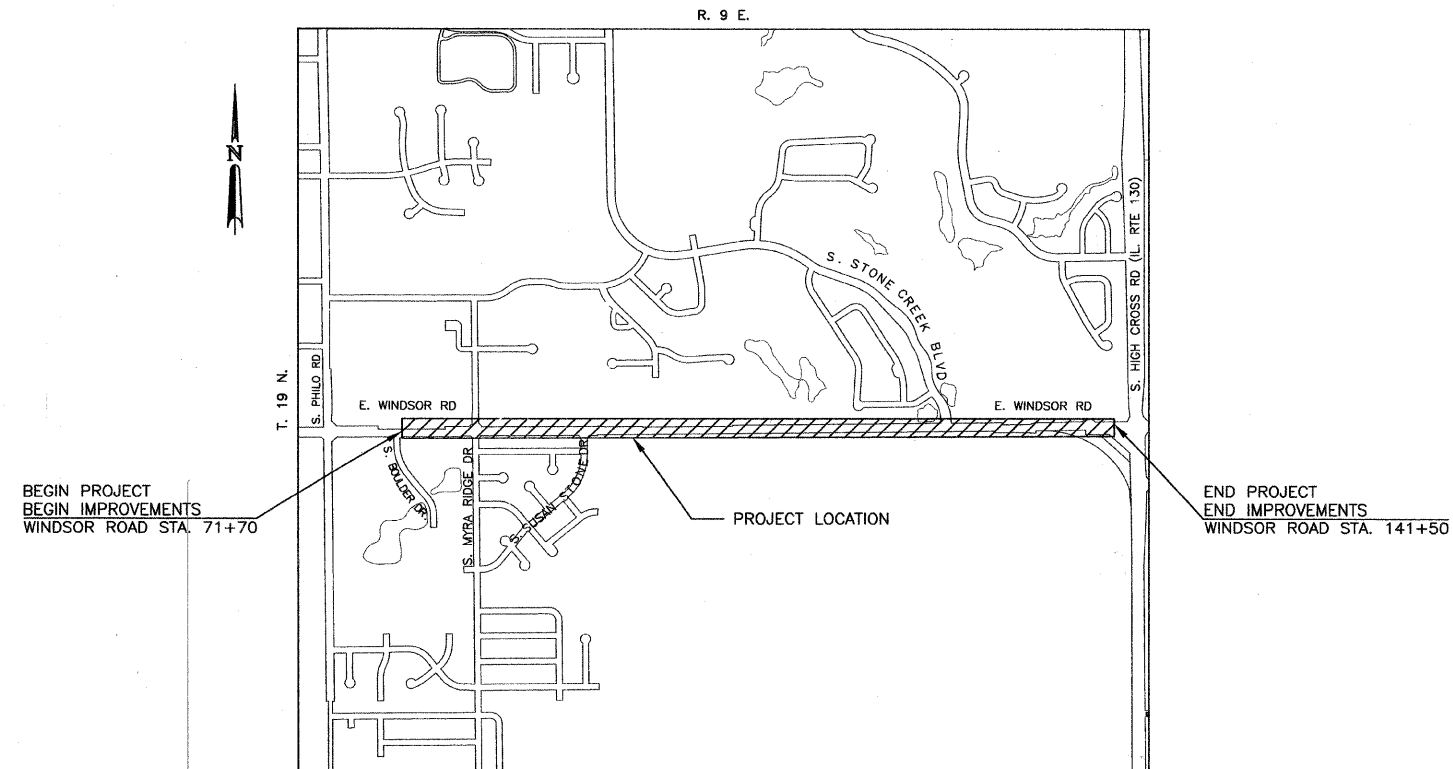 R. 9 E.
N
T. 19 N.
S. PHILO RD
E. WINDSOR RD
S. STONE CREEK BLVD
E. WINDSOR RD
S. HIGH CROSS RD (IL RTE 130)
S. BOULDER DR
S. MYRA RIDGE DR
S. SUSAN STONE DR
BEGIN PROJECT
BEGIN IMPROVEMENTS
WINDSOR ROAD STA. 71+70
PROJECT LOCATION
END PROJECT
END IMPROVEMENTS
WINDSOR ROAD STA. 141+50